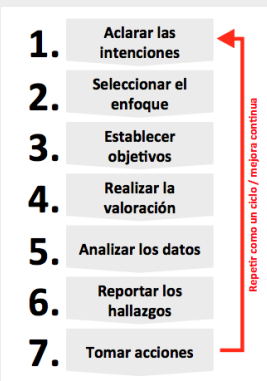 1. Aclarar las
intenciones
2. Seleccionar el
enfoque
3. Establecer
objetivos
4. Realizar la
valoración
5. Analizar los datos
6. Reportar los
hallazgos
7. Tomar acciones
Repetir como un ciclo / mejora continua